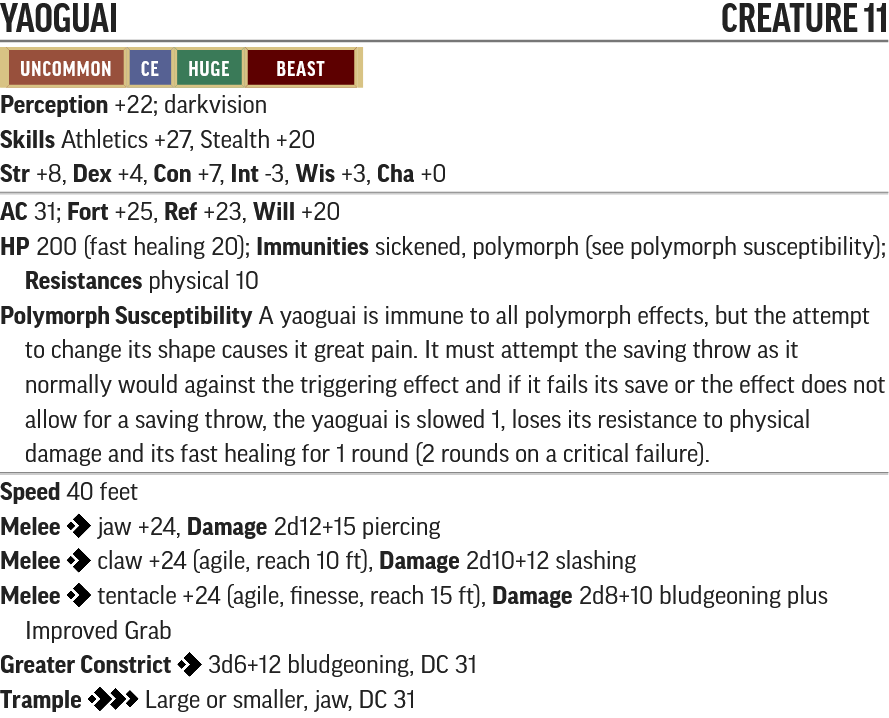 YAOGUAI CREATURE 11
UNCOMMON CE HUGE BEAST
Perception +22; darkvision
Skills Athletics +27, Stealth +20
Str +8, Dex +4, Con +7, Int -3, Wis +3, Cha +0
AC 31; Fort +25, Ref +23, Will +20
HP 200 (fast healing 20); Immunities sickened, polymorph (see polymorph susceptibility);
Resistances physical 10
Polymorph Susceptibility A yaoguai is immune to all polymorph effects, but the attempt
to change its shape causes it great pain. It must attempt the saving throw as it
normally would against the triggering effect and if it fails its save or the effect does not
allow for a saving throw, the yaoguai is slowed 1, loses its resistance to physical
damage and its fast healing for 1 round (2 rounds on a critical failure).
Speed 40 feet
Melee jaw +24, Damage 2d12+15 piercing
Melee claw +24 (agile, reach 10 ft), Damage 2d10+12 slashing
Melee tentacle +24 (agile, finesse, reach 15 ft), Damage 2d8+10 bludgeoning plus
Improved Grab
Greater Constrict 3d6+12 bludgeoning, DC 31
Trample Large or smaller, jaw, DC 31